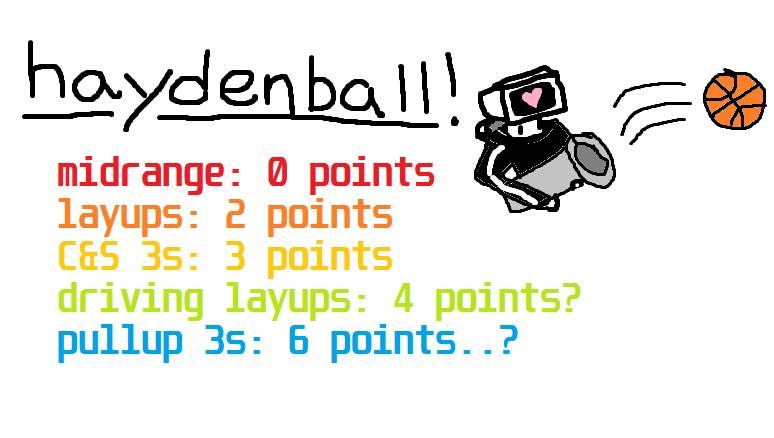 haydenball!
midrange: 0 points
layups: 2 points
C&S 3s: 3 points
driving layups: 4 points?
pullup 3s: 6 points..?